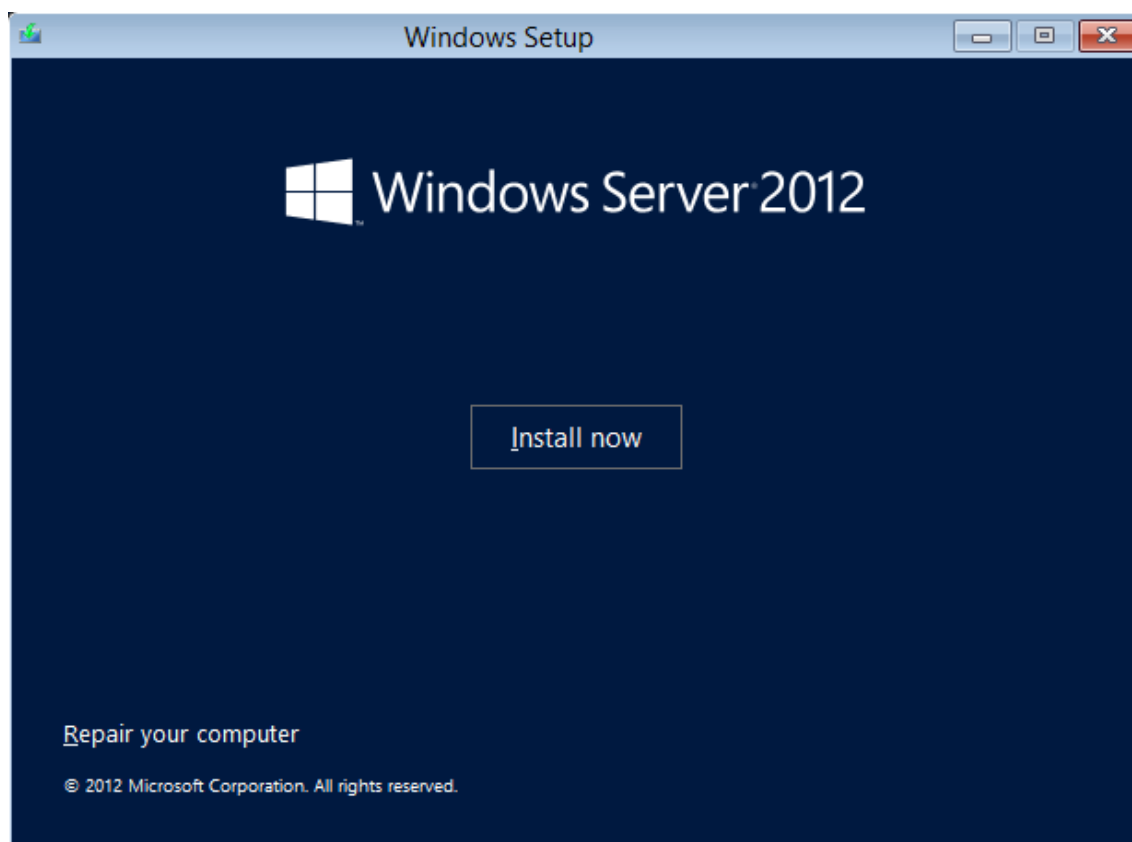 Windows Setup
Windows Server 2012
Install now
Repair your computer
© 2012 Microsoft Corporation. All rights reserved.